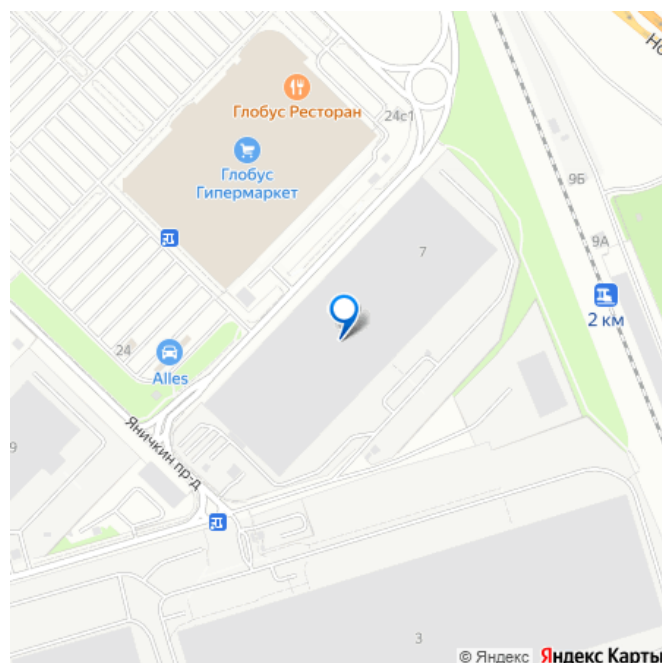 Но
Глобус Ресторан
24с1
Глобус
Гипермаркет
9Б
7
9А
2 км
24
Alles
Яничкин пр-д
9
3
© Яндекс Яндекс Карты